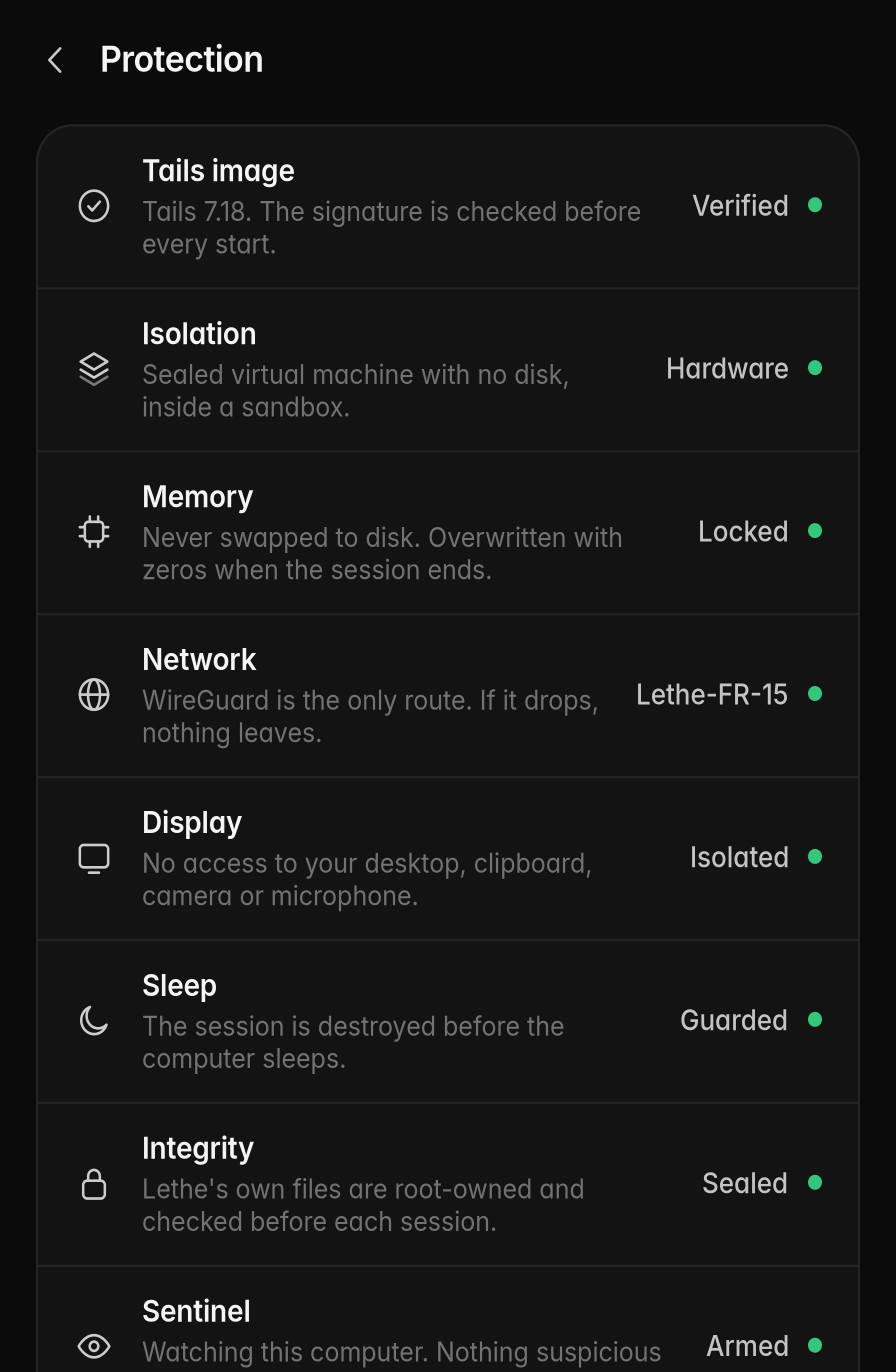 Protection
Tails image
Tails 7.18. The signature is checked before
every start.
Verified
Isolation
Sealed virtual machine with no disk,
inside a sandbox.
Hardware
Memory
Never swapped to disk. Overwritten with
zeros when the session ends.
Locked
Network
WireGuard is the only route. If it drops,
nothing leaves.
Lethe-FR-15
Display
No access to your desktop, clipboard,
camera or microphone.
Isolated
Sleep
The session is destroyed before the
computer sleeps.
Guarded
Integrity
Lethe's own files are root-owned and
checked before each session.
Sealed
Sentinel
Watching this computer. Nothing suspicious
Armed